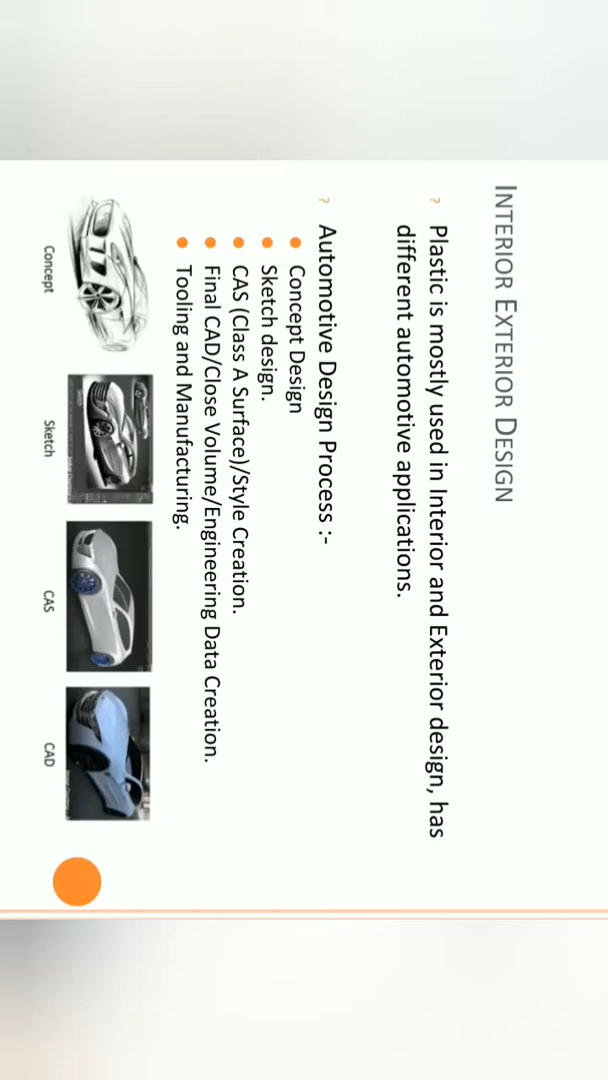 INTERIOR EXTERIOR DESIGN
? Plastic is mostly used in Interior and Exterior design, has
different automotive applications.
? Automotive Design Process :-
• Concept Design
• Sketch design.
• CAS (Class A Surface)/Style Creation.
• Final CAD/Close Volume/Engineering Data Creation.
• Tooling and Manufacturing.
Concept Sketch CAS CAD